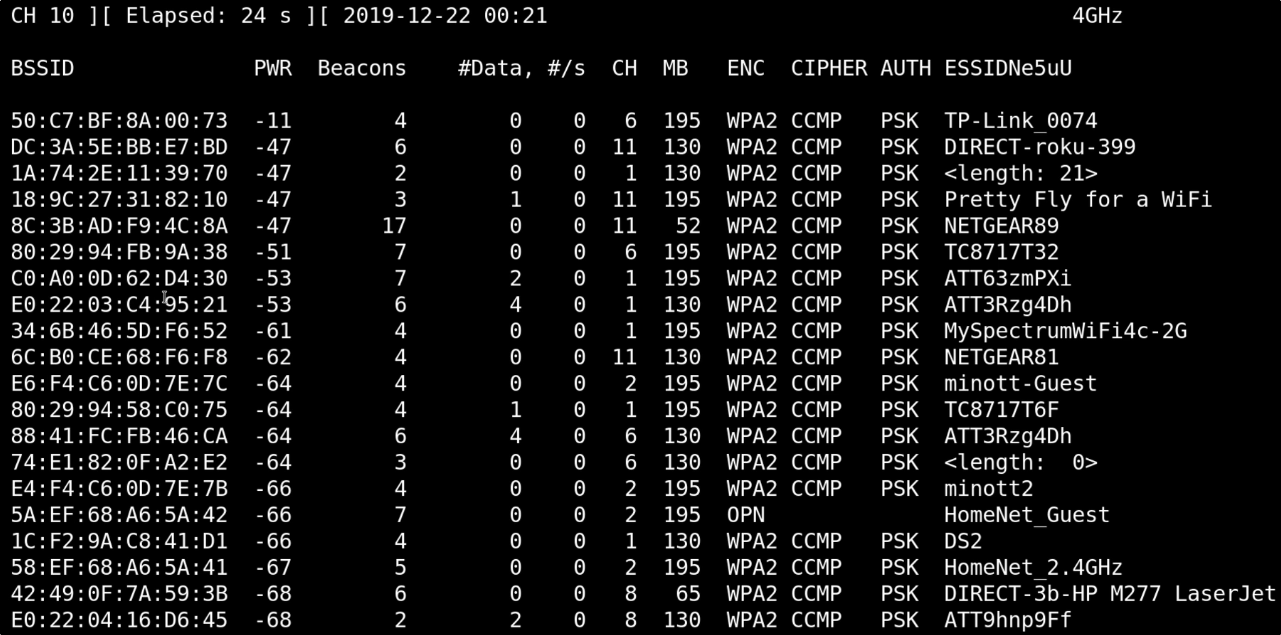 CH 10 ][ Elapsed: 24 s ][ 2019-12-22 00:21 4GHz
BSSID PWR Beacons #Data, #/s CH MB ENC CIPHER AUTH ESSIDNe5uU
50:C7:BF:8A:00:73 -11 4 0 0 6 195 WPA2 CCMP PSK TP-Link_0074
DC:3A:5E:BB:E7:BD -47 6 0 0 11 130 WPA2 CCMP PSK DIRECT-roku-399
1A:74:2E:11:39:70 -47 2 0 0 1 130 WPA2 CCMP PSK <length: 21>
18:9C:27:31:82:10 -47 3 1 0 11 195 WPA2 CCMP PSK Pretty Fly for a WiFi
8C:3B:AD:F9:4C:8A -47 17 0 0 11 52 WPA2 CCMP PSK NETGEAR89
80:29:94:FB:9A:38 -51 7 0 0 6 195 WPA2 CCMP PSK TC8717T32
C0:A0:0D:62:D4:30 -53 7 2 0 1 195 WPA2 CCMP PSK ATT63zmPXi
E0:22:03:C4:95:21 -53 6 4 0 1 130 WPA2 CCMP PSK ATT3Rzg4Dh
34:6B:46:5D:F6:52 -61 4 0 0 1 195 WPA2 CCMP PSK MySpectrumWiFi4c-2G
6C:B0:CE:68:F6:F8 -62 4 0 0 11 130 WPA2 CCMP PSK NETGEAR81
E6:F4:C6:0D:7E:7C -64 4 0 0 2 195 WPA2 CCMP PSK minott-Guest
80:29:94:58:C0:75 -64 4 1 0 1 195 WPA2 CCMP PSK TC8717T6F
88:41:FC:FB:46:CA -64 6 4 0 6 130 WPA2 CCMP PSK ATT3Rzg4Dh
74:E1:82:0F:A2:E2 -64 3 0 0 6 130 WPA2 CCMP PSK <length:  0>
E4:F4:C6:0D:7E:7B -66 4 0 0 2 195 WPA2 CCMP PSK minott2
5A:EF:68:A6:5A:42 -66 7 0 0 2 195 OPN HomeNet_Guest
1C:F2:9A:C8:41:D1 -66 4 0 0 1 130 WPA2 CCMP PSK DS2
58:EF:68:A6:5A:41 -67 5 0 0 2 195 WPA2 CCMP PSK HomeNet_2.4GHz
42:49:0F:7A:59:3B -68 6 0 0 8 65 WPA2 CCMP PSK DIRECT-3b-HP M277 LaserJet
E0:22:04:16:D6:45 -68 2 2 0 8 130 WPA2 CCMP PSK ATT9hnp9Ff